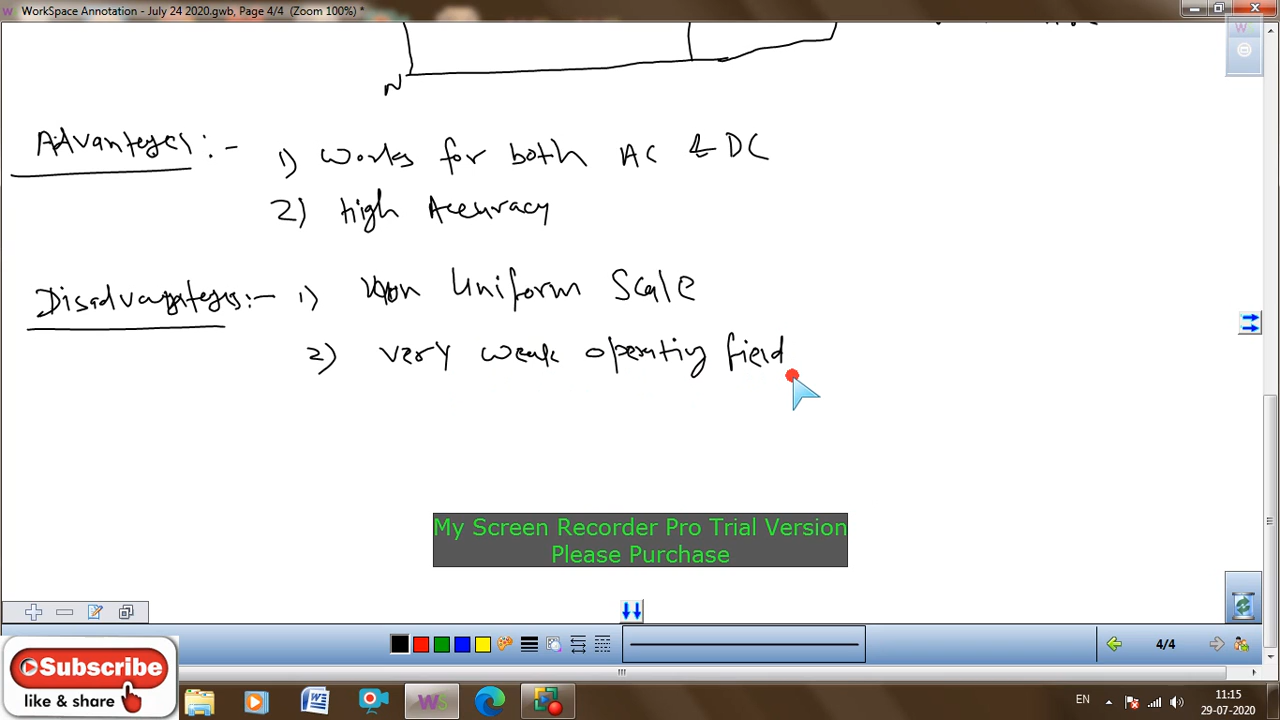 WorkSpace Annotation - July 24 2020.gwb, Page 4/4 (Zoom 100%) *
N
Advantages :- 1) works for both AC & DC
2) High Accuracy
Disadvantages :- 1) Non Uniform Scale
2) very weak operating field
My Screen Recorder Pro Trial Version
Please Purchase
4/4
Subscribe
like & share
EN
11:15
29-07-2020